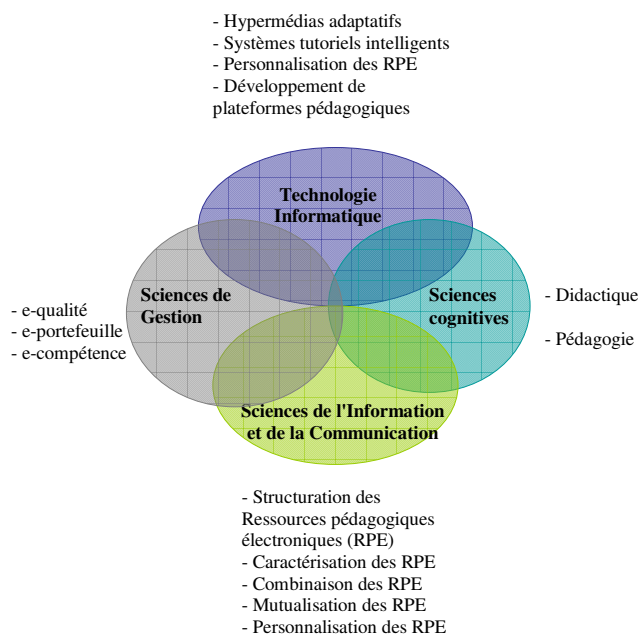 - Hypermédias adaptatifs
- Systèmes tutoriels intelligents
- Personnalisation des RPE
- Développement de
plateformes pédagogiques
Technologie
Informatique
Sciences de
Gestion
Sciences
cognitives
- e-qualité
- e-portefeuille
- e-compétence
- Didactique
- Pédagogie
Sciences de l'Information
et de la Communication
- Structuration des
Ressources pédagogiques
électroniques (RPE)
- Caractérisation des RPE
- Combinaison des RPE
- Mutualisation des RPE
- Personnalisation des RPE